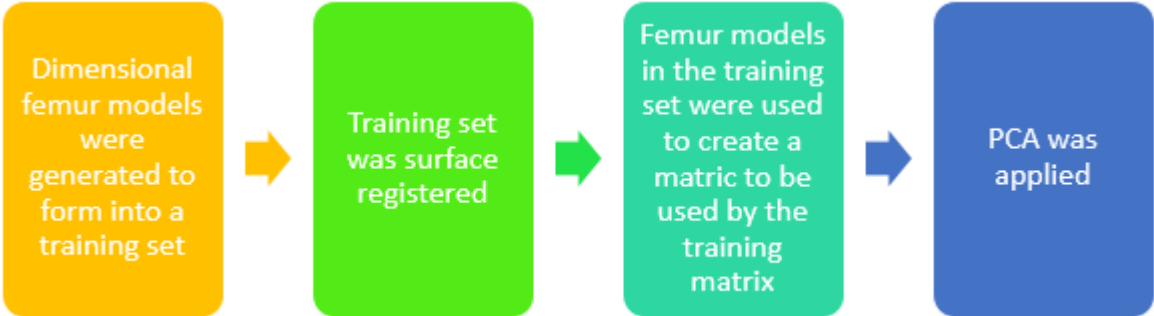 Dimensional
femur models
were
generated to
form into a
training set
Training set
was surface
registered
Femur models
in the training
set were used
to create a
matric to be
used by the
training
matrix
PCA was
applied